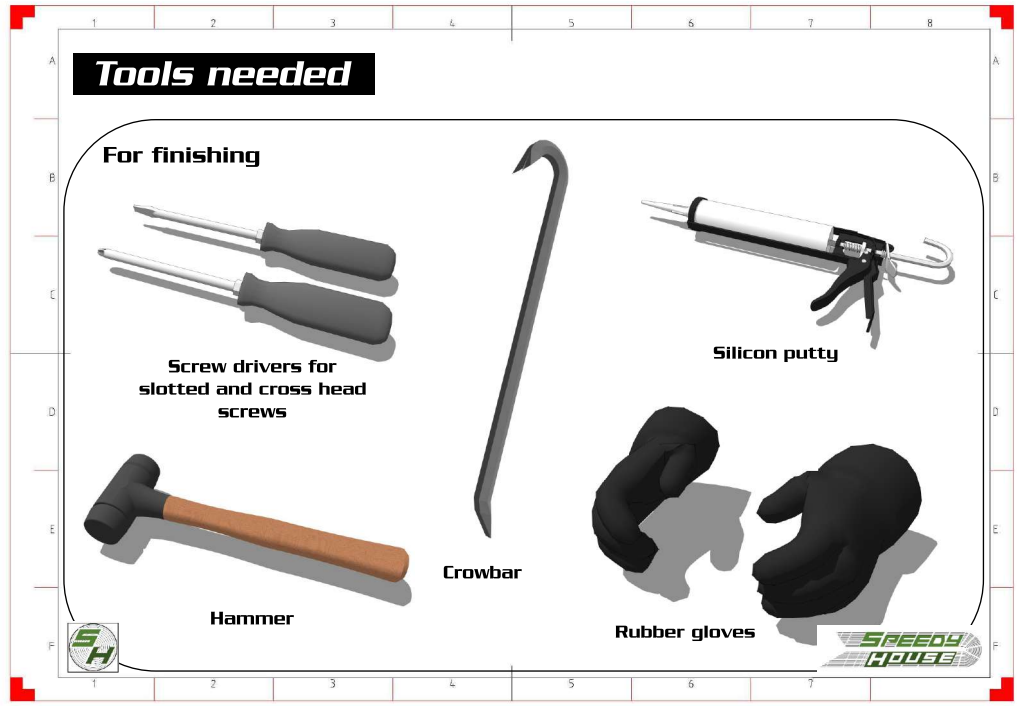 1 2 3 4 5 6 7 8
Tools needed
A A
For finishing
B B
C C
Silicon putty
Screw drivers for
slotted and cross head
screws
D D
E E
Crowbar
Hammer
Rubber gloves
F F
SH
SPEEDY
HOUSE
1 2 3 4 5 6 7